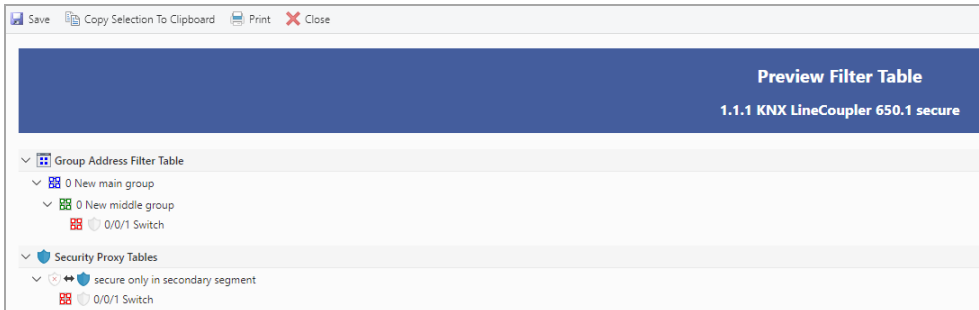 Save Copy Selection To Clipboard Print Close
Preview Filter Table
1.1.1 KNX LineCoupler 650.1 secure
Group Address Filter Table
0 New main group
0 New middle group
0/0/1 Switch
Security Proxy Tables
secure only in secondary segment
0/0/1 Switch